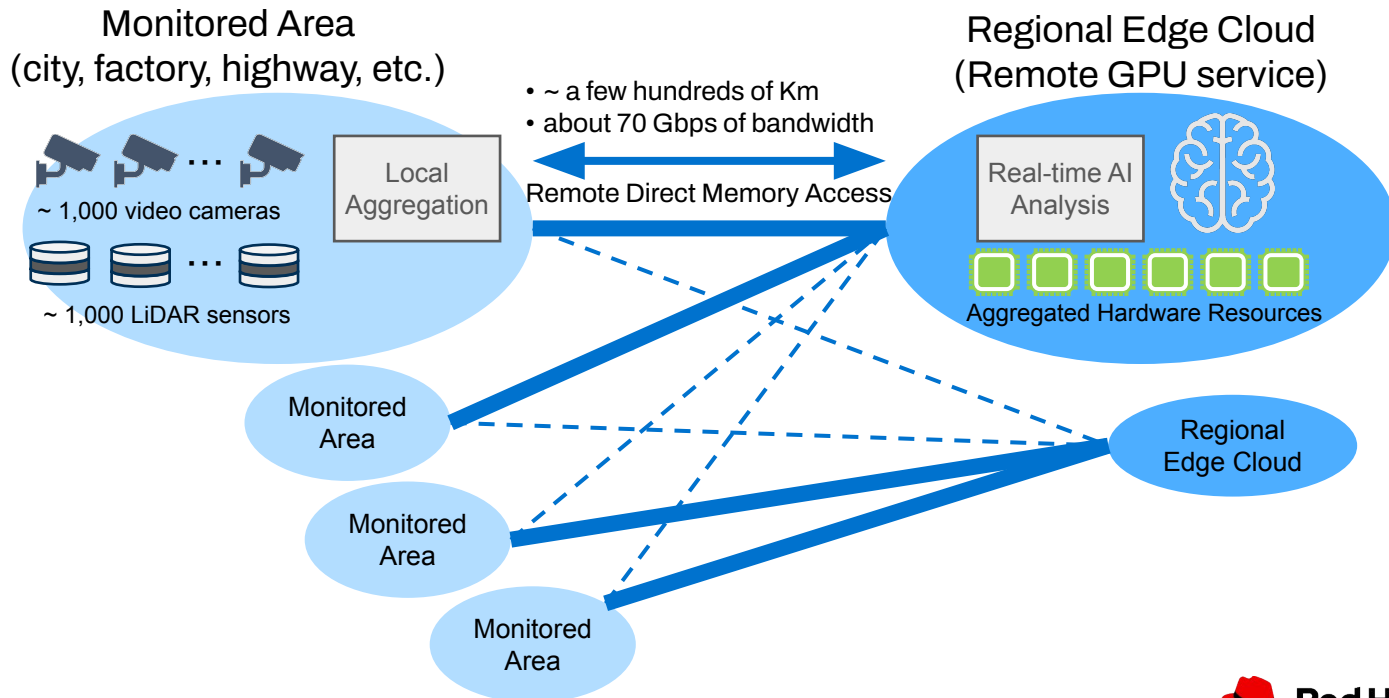 Monitored Area
(city, factory, highway, etc.)
Regional Edge Cloud
(Remote GPU service)
• ~ a few hundreds of Km
• about 70 Gbps of bandwidth
Remote Direct Memory Access
...
~ 1,000 video cameras
...
~ 1,000 LiDAR sensors
Local
Aggregation
Real-time AI
Analysis
Aggregated Hardware Resources
Monitored
Area
Monitored
Area
Monitored
Area
Regional
Edge Cloud